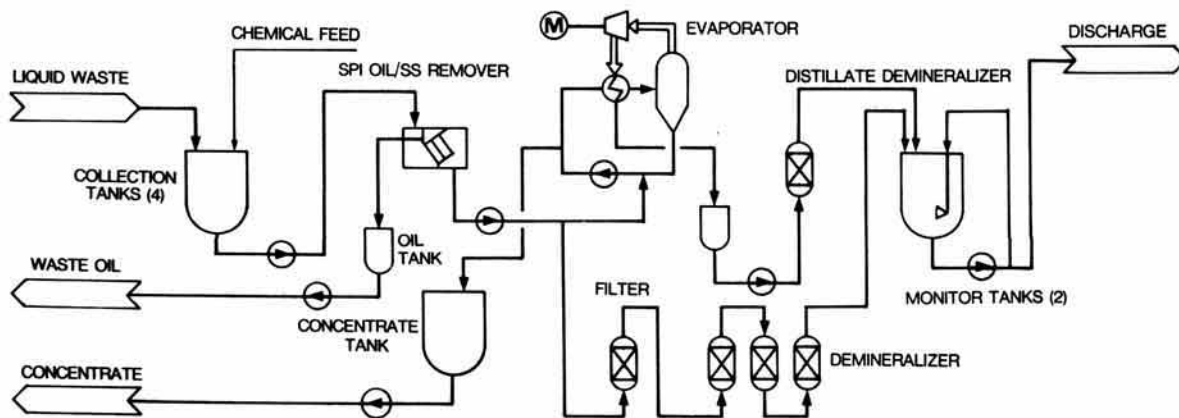 CHEMICAL FEED
LIQUID WASTE
SPI OIL/SS REMOVER
M
EVAPORATOR
DISCHARGE
DISTILLATE DEMINERALIZER
COLLECTION
TANKS (4)
OIL
TANK
WASTE OIL
FILTER
MONITOR TANKS (2)
CONCENTRATE
TANK
DEMINERALIZER
CONCENTRATE